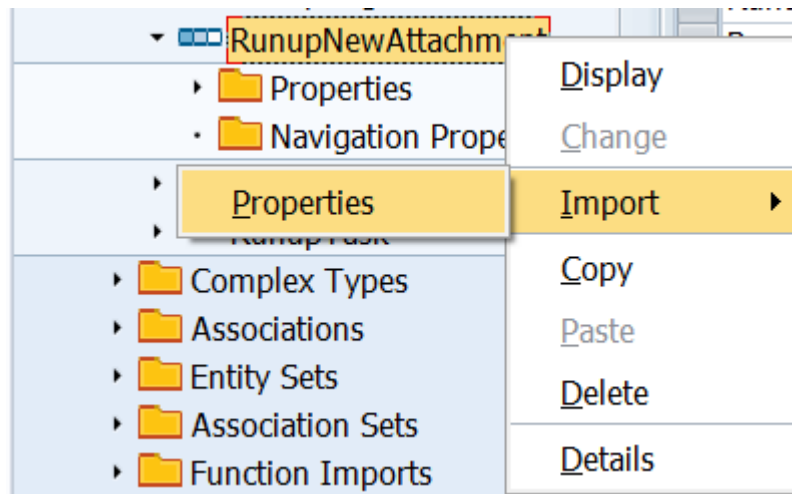 RunupNewAttachment
Properties
Navigation Prope
Properties
RunupTask
Complex Types
Associations
Entity Sets
Association Sets
Function Imports
Display
Change
Import
Copy
Paste
Delete
Details